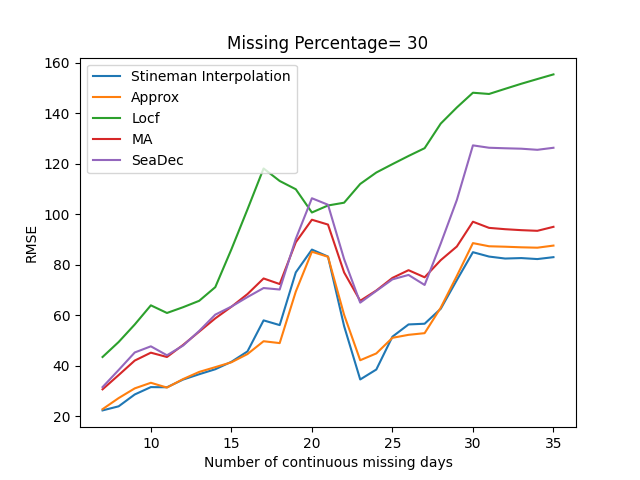 Missing Percentage= 30
160
140
120
100
80
60
40
20
RMSE
Stineman Interpolation
Approx
Locf
MA
SeaDec
10 15 20 25 30 35
Number of continuous missing days